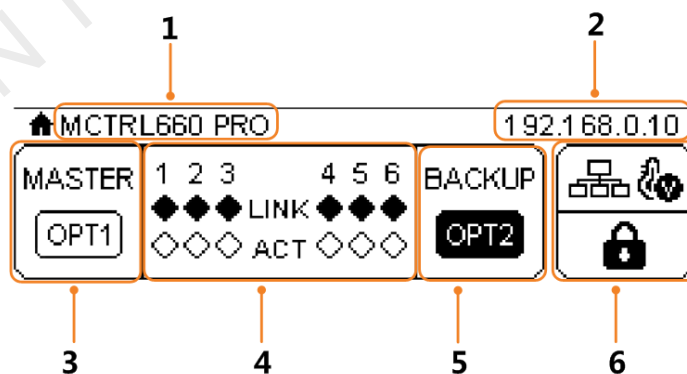 1
2
MCTRL660 PRO
192.168.0.10
MASTER
OPT1
1 2 3 4 5 6
LINK
ACT
BACKUP
OPT2
3
4
5
6